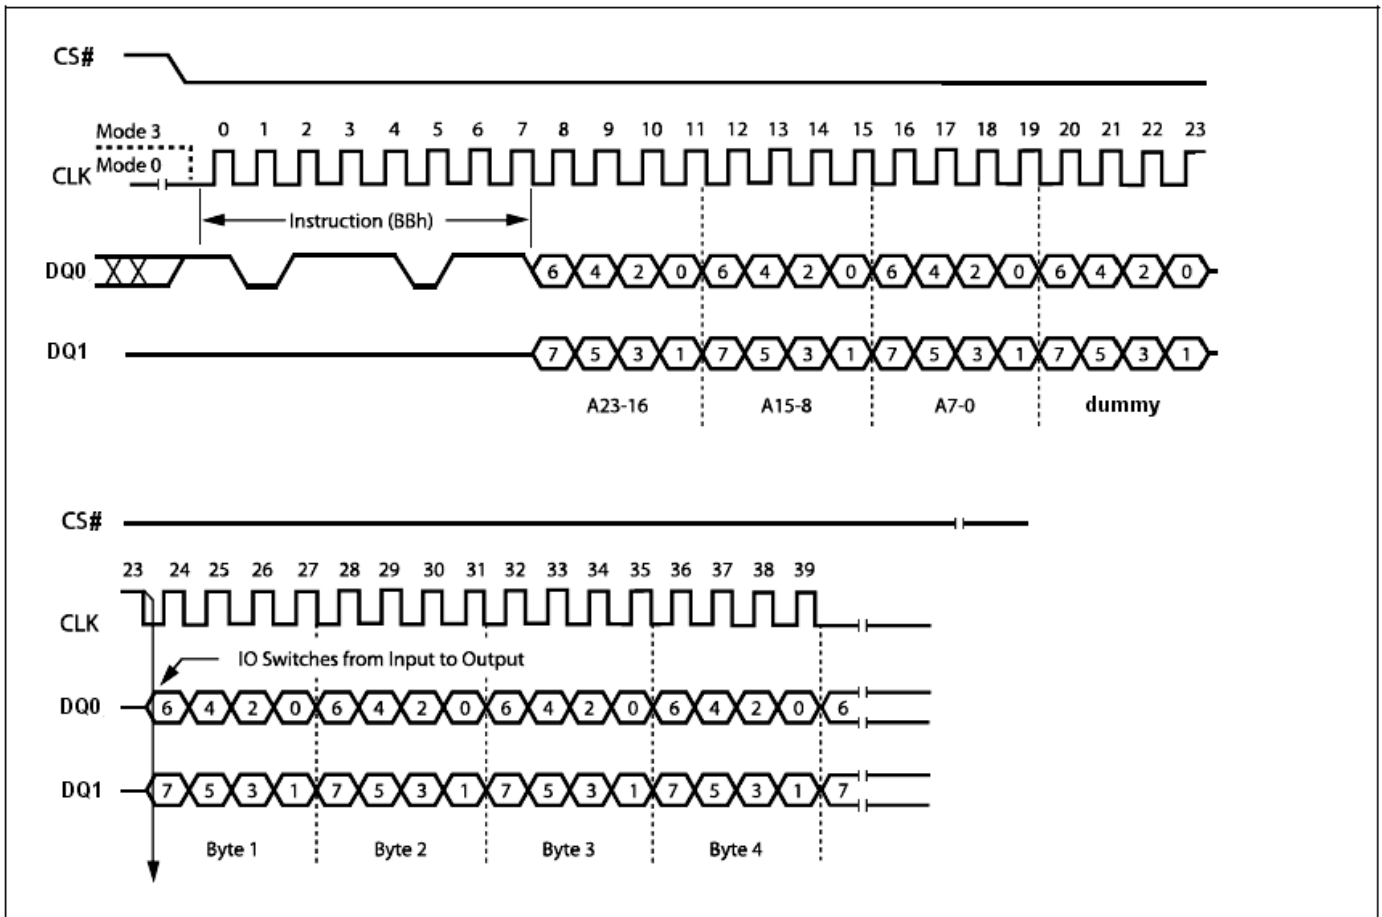 CS#
0 1 2 3 4 5 6 7 8 9 10 11 12 13 14 15 16 17 18 19 20 21 22 23
Mode 3
Mode 0
CLK
Instruction (BBh)
DQ0 6 4 2 0 6 4 2 0 6 4 2 0 6 4 2 0
DQ1 7 5 3 1 7 5 3 1 7 5 3 1 7 5 3 1
A23-16 A15-8 A7-0 dummy
CS#
23 24 25 26 27 28 29 30 31 32 33 34 35 36 37 38 39
CLK
IO Switches from Input to Output
DQ0 6 4 2 0 6 4 2 0 6 4 2 0 6 4 2 0 6
DQ1 7 5 3 1 7 5 3 1 7 5 3 1 7 5 3 1 7
Byte 1 Byte 2 Byte 3 Byte 4